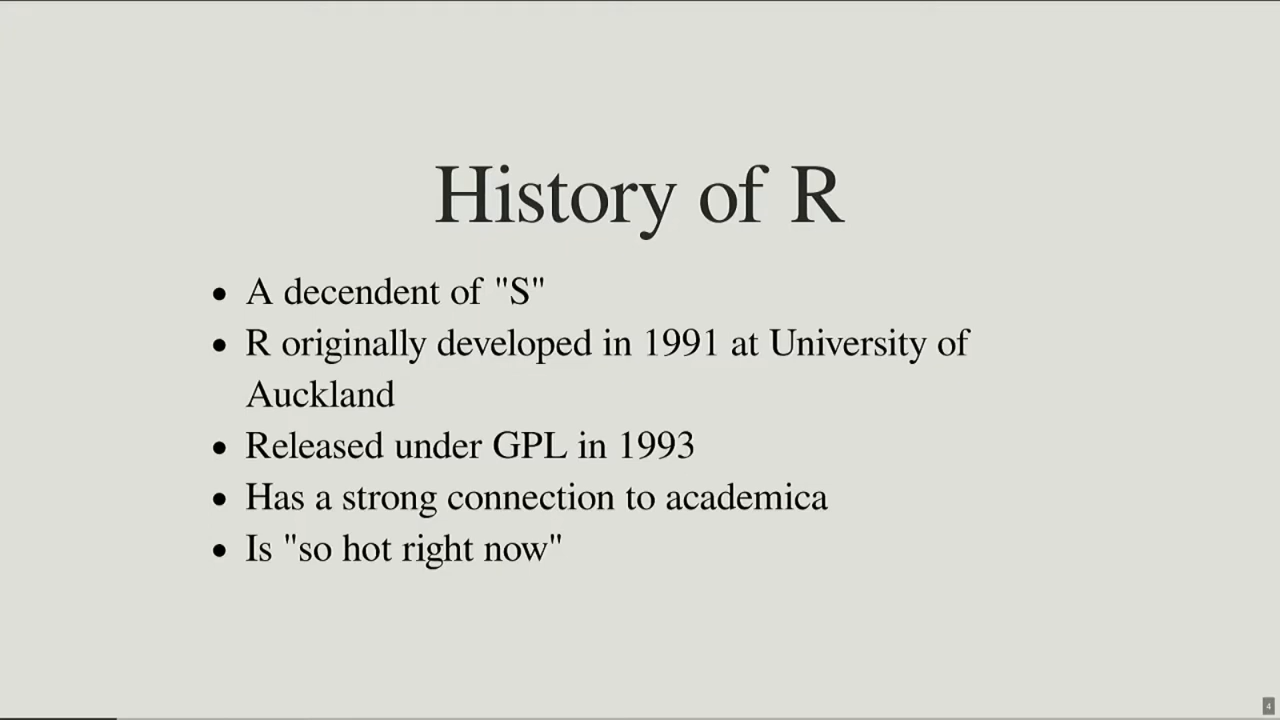 History of R
• A decendent of "S"
• R originally developed in 1991 at University of
Auckland
• Released under GPL in 1993
• Has a strong connection to academica
• Is "so hot right now"
4